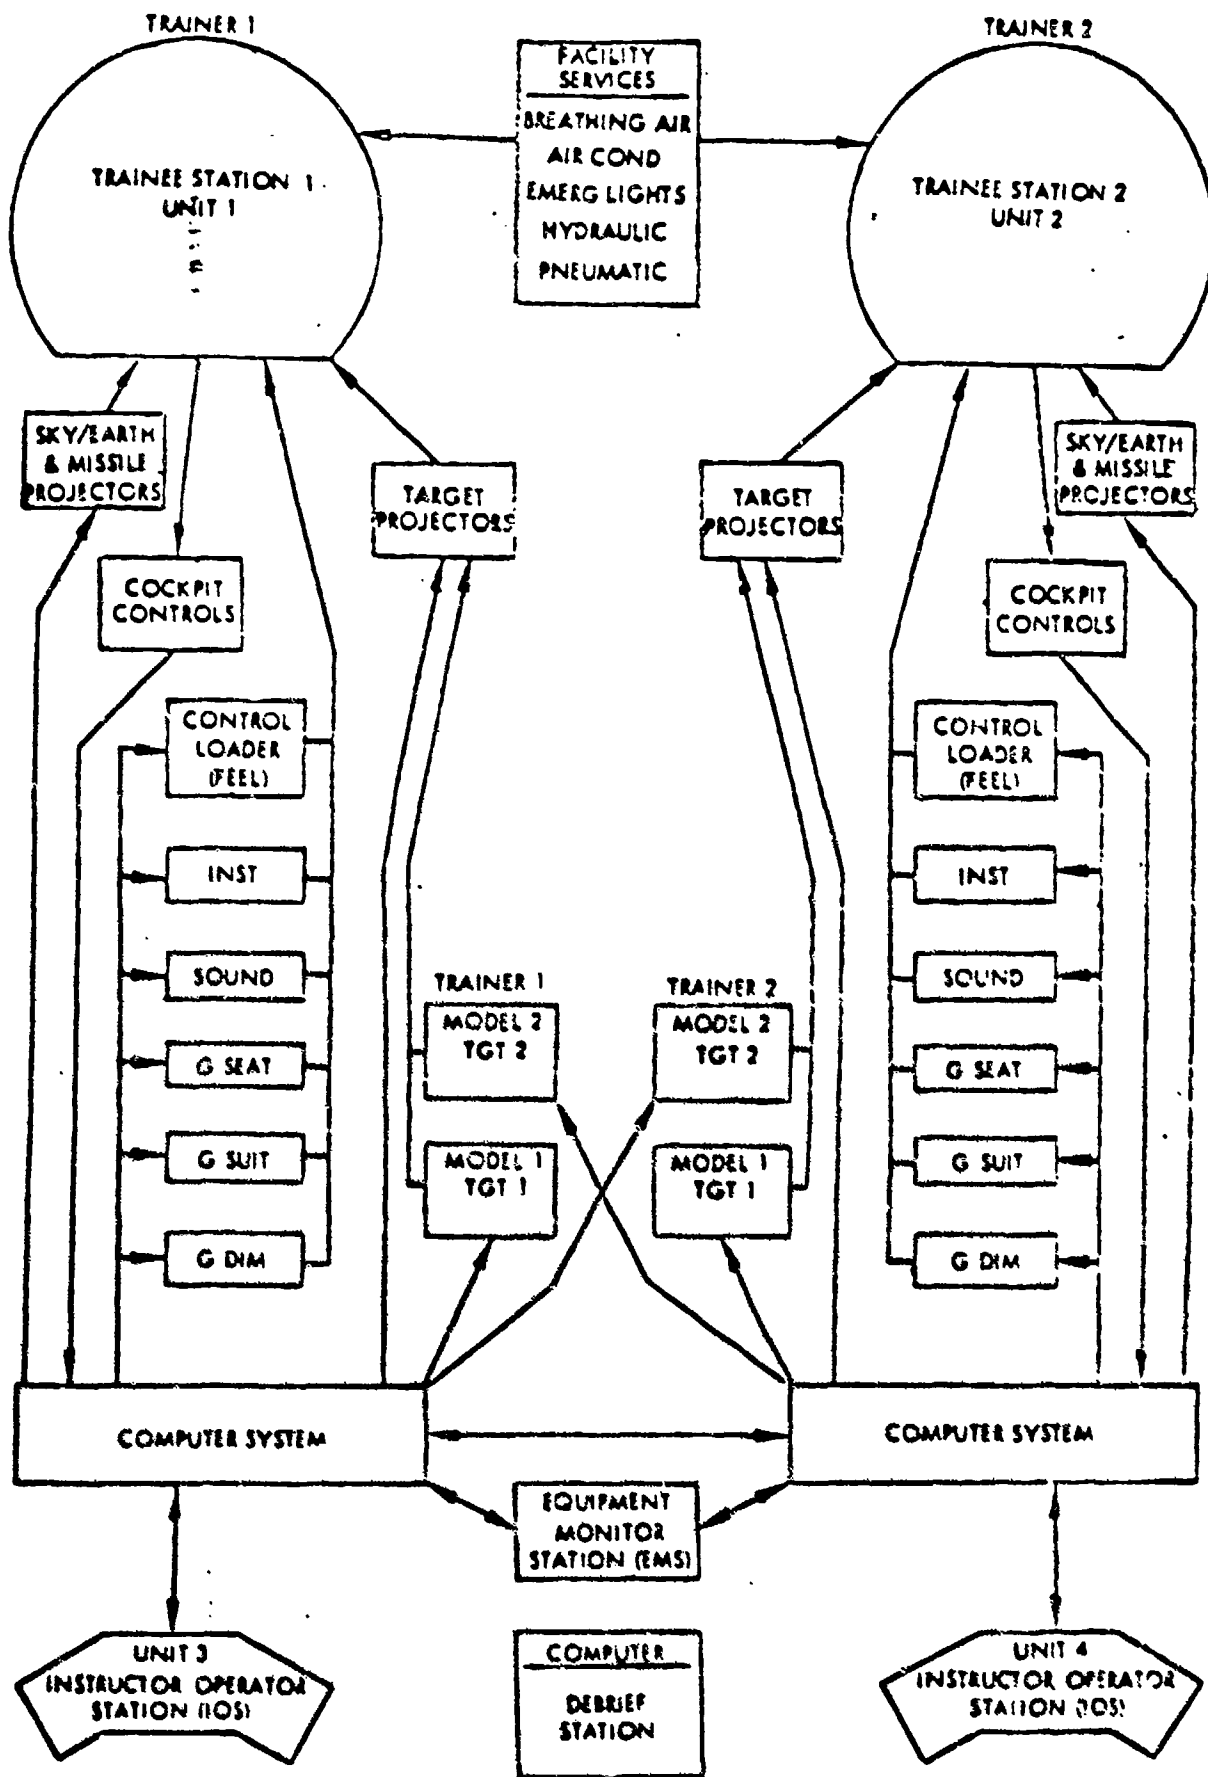 TRAINER 1
TRAINER 2
FACILITY
SERVICES
BREATHING AIR
AIR COND
EMERG LIGHTS
HYDRAULIC
PNEUMATIC
TRAINEE STATION 1
UNIT 1
TRAINEE STATION 2
UNIT 2
SKY/EARTH
& MISSILE
PROJECTORS
TARGET
PROJECTORS
TARGET
PROJECTORS
SKY/EARTH
& MISSILE
PROJECTORS
COCKPIT
CONTROLS
COCKPIT
CONTROLS
CONTROL
LOADER
(FEEL)
CONTROL
LOADER
(FEEL)
INST
INST
SOUND
SOUND
TRAINER 1
TRAINER 2
MODEL 2
TGT 2
MODEL 2
TGT 2
G SEAT
G SEAT
MODEL 1
TGT 1
MODEL 1
TGT 1
G SUIT
G SUIT
G DIM
G DIM
COMPUTER SYSTEM
COMPUTER SYSTEM
EQUIPMENT
MONITOR
STATION (EMS)
UNIT 3
INSTRUCTOR OPERATOR
STATION (IOS)
COMPUTER
DEBRIEF
STATION
UNIT 4
INSTRUCTOR OPERATOR
STATION (IOS)